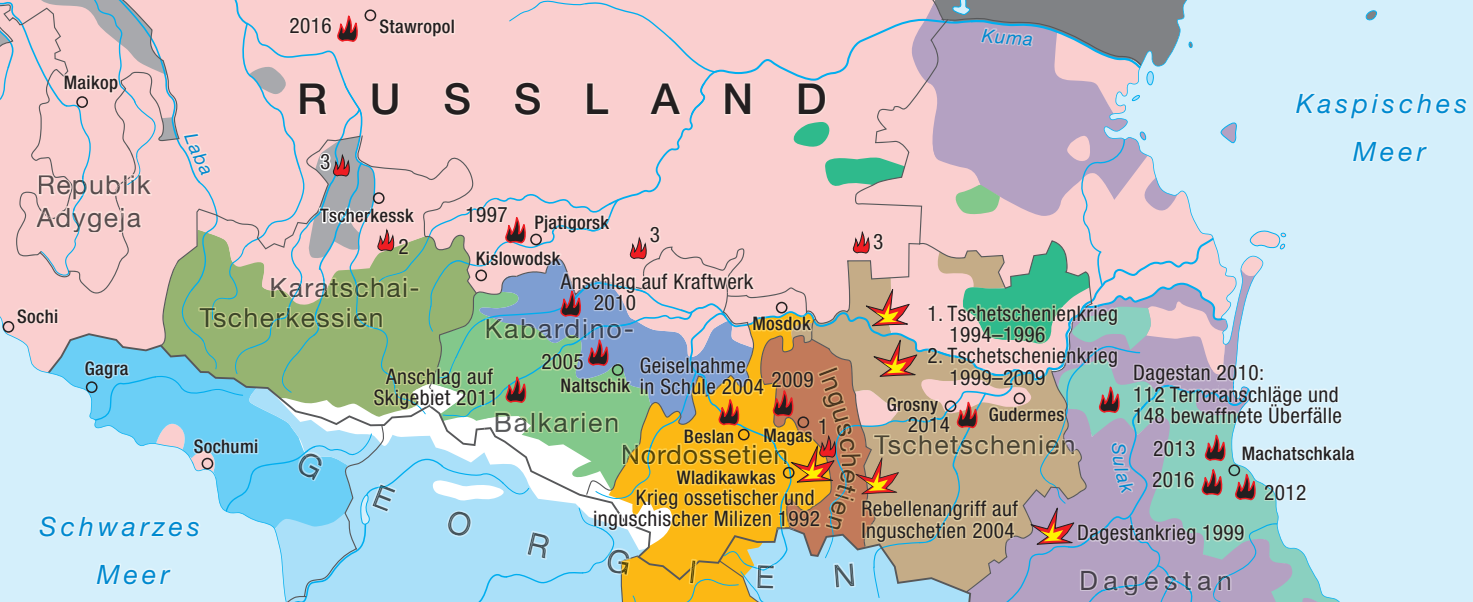 2016
Stawropol
Kuma
Maikop
RUSSLAND
Kaspisches
Meer
Laba
3
Republik
Adygeja
Tscherkessk
2
1997
Pjatigorsk
3
3
Kislowodsk
Karatschai-
Tscherkessien
Anschlag auf Kraftwerk
2010
Sochi
Kabardino-
Mosdok
1. Tschetschenienkrieg
1994–1996
2. Tschetschenienkrieg
1999–2009
Gagra
2005
Naltschik
Geiselnahme
in Schule 2004
2009
Anschlag auf
Skigebiet 2011
Balkarien
Inguschetien
Dagestan 2010:
112 Terroranschläge und
148 bewaffnete Überfälle
Grosny
2014
Gudermes
Tschetschenien
Beslan
Magas
1
Nordossetien
Wladikawkas
Krieg ossetischer und
inguschischer Milizen 1992
Sochumi
Sulak
2013
Machatschkala
2016
2012
Rebellenangriff auf
Inguschetien 2004
Dagestankrieg 1999
Schwarzes
Meer
GEORGIEN
Dagestan